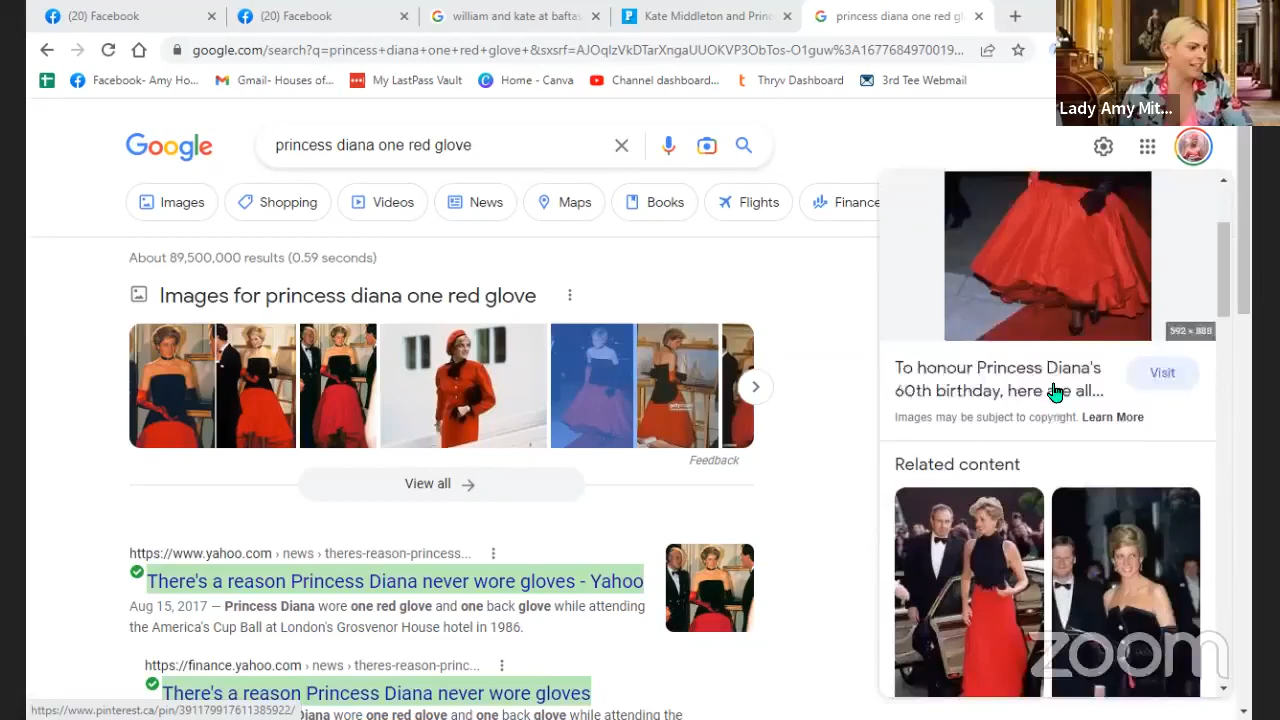 (20) Facebook
(20) Facebook
william and kate at baftas
Kate Middleton and Princ
princess diana one red gl
google.com/search?q=princess+diana+one+red+glove+&sxsrf=AJOqlzVkDTarXngaUUOKVP3ObTos-O1guw%3A1677684970019...
Facebook- Amy Ho...
Gmail- Houses of...
My LastPass Vault
Home - Canva
Channel dashboard...
Thryv Dashboard
3rd Tee Webmail
Lady Amy Mit...
Google
princess diana one red glove
Images
Shopping
Videos
News
Maps
Books
Flights
Finance
About 89,500,000 results (0.59 seconds)
Images for princess diana one red glove
Feedback
View all
https://www.yahoo.com › news › theres-reason-princess...
There's a reason Princess Diana never wore gloves - Yahoo
Aug 15, 2017 — Princess Diana wore one red glove and one back glove while attending
the America's Cup Ball at London's Grosvenor House hotel in 1986.
https://finance.yahoo.com › news › theres-reason-princ...
There's a reason Princess Diana never wore gloves
Diana wore one red glove and one back glove while attending the
592 × 888
To honour Princess Diana's
60th birthday, here are all...
Visit
Images may be subject to copyright. Learn More
Related content
zoom
https://www.pinterest.ca/pin/391179917611385922/